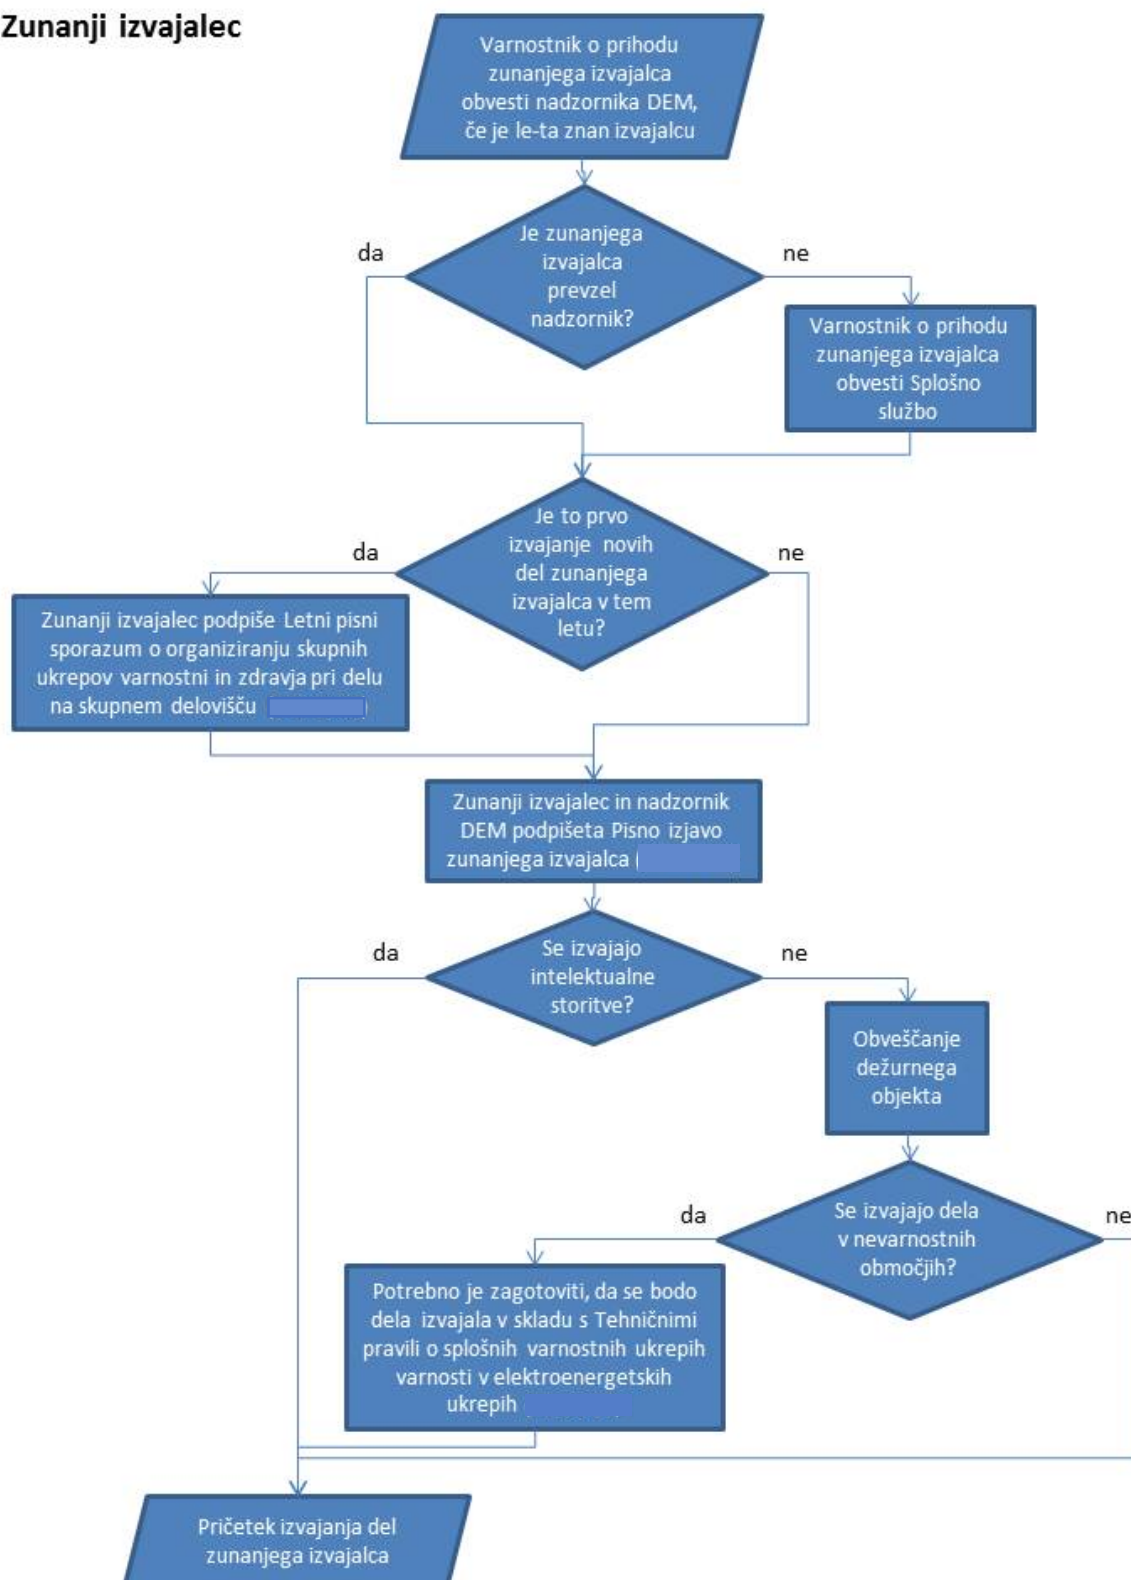 Zunanji izvajalec
Varnostnik o prihodu
zunanjega izvajalca
obvesti nadzornika DEM,
če je le-ta znan izvajalcu
Je zunanjega
izvajalca
prevzel
nadzornik?
da
ne
Varnostnik o prihodu
zunanjega izvajalca
obvesti Splošno
službo
Je to prvo
izvajanje novih
del zunanjega
izvajalca v tem
letu?
da
ne
Zunanji izvajalec podpiše Letni pisni
sporazum o organiziranju skupnih
ukrepov varnostni in zdravja pri delu
na skupnem delovišču
Zunanji izvajalec in nadzornik
DEM podpišeta Pisno izjavo
zunanjega izvajalca (
Se izvajajo
intelektualne
storitve?
da
ne
Obveščanje
dežurnega
objekta
Se izvajajo dela
v nevarnostnih
območjih?
da
ne
Potrebno je zagotoviti, da se bodo
dela izvajala v skladu s Tehničnimi
pravili o splošnih varnostnih ukrepih
varnosti v elektroenergetskih
ukrepih
Pričetek izvajanja del
zunanjega izvajalca